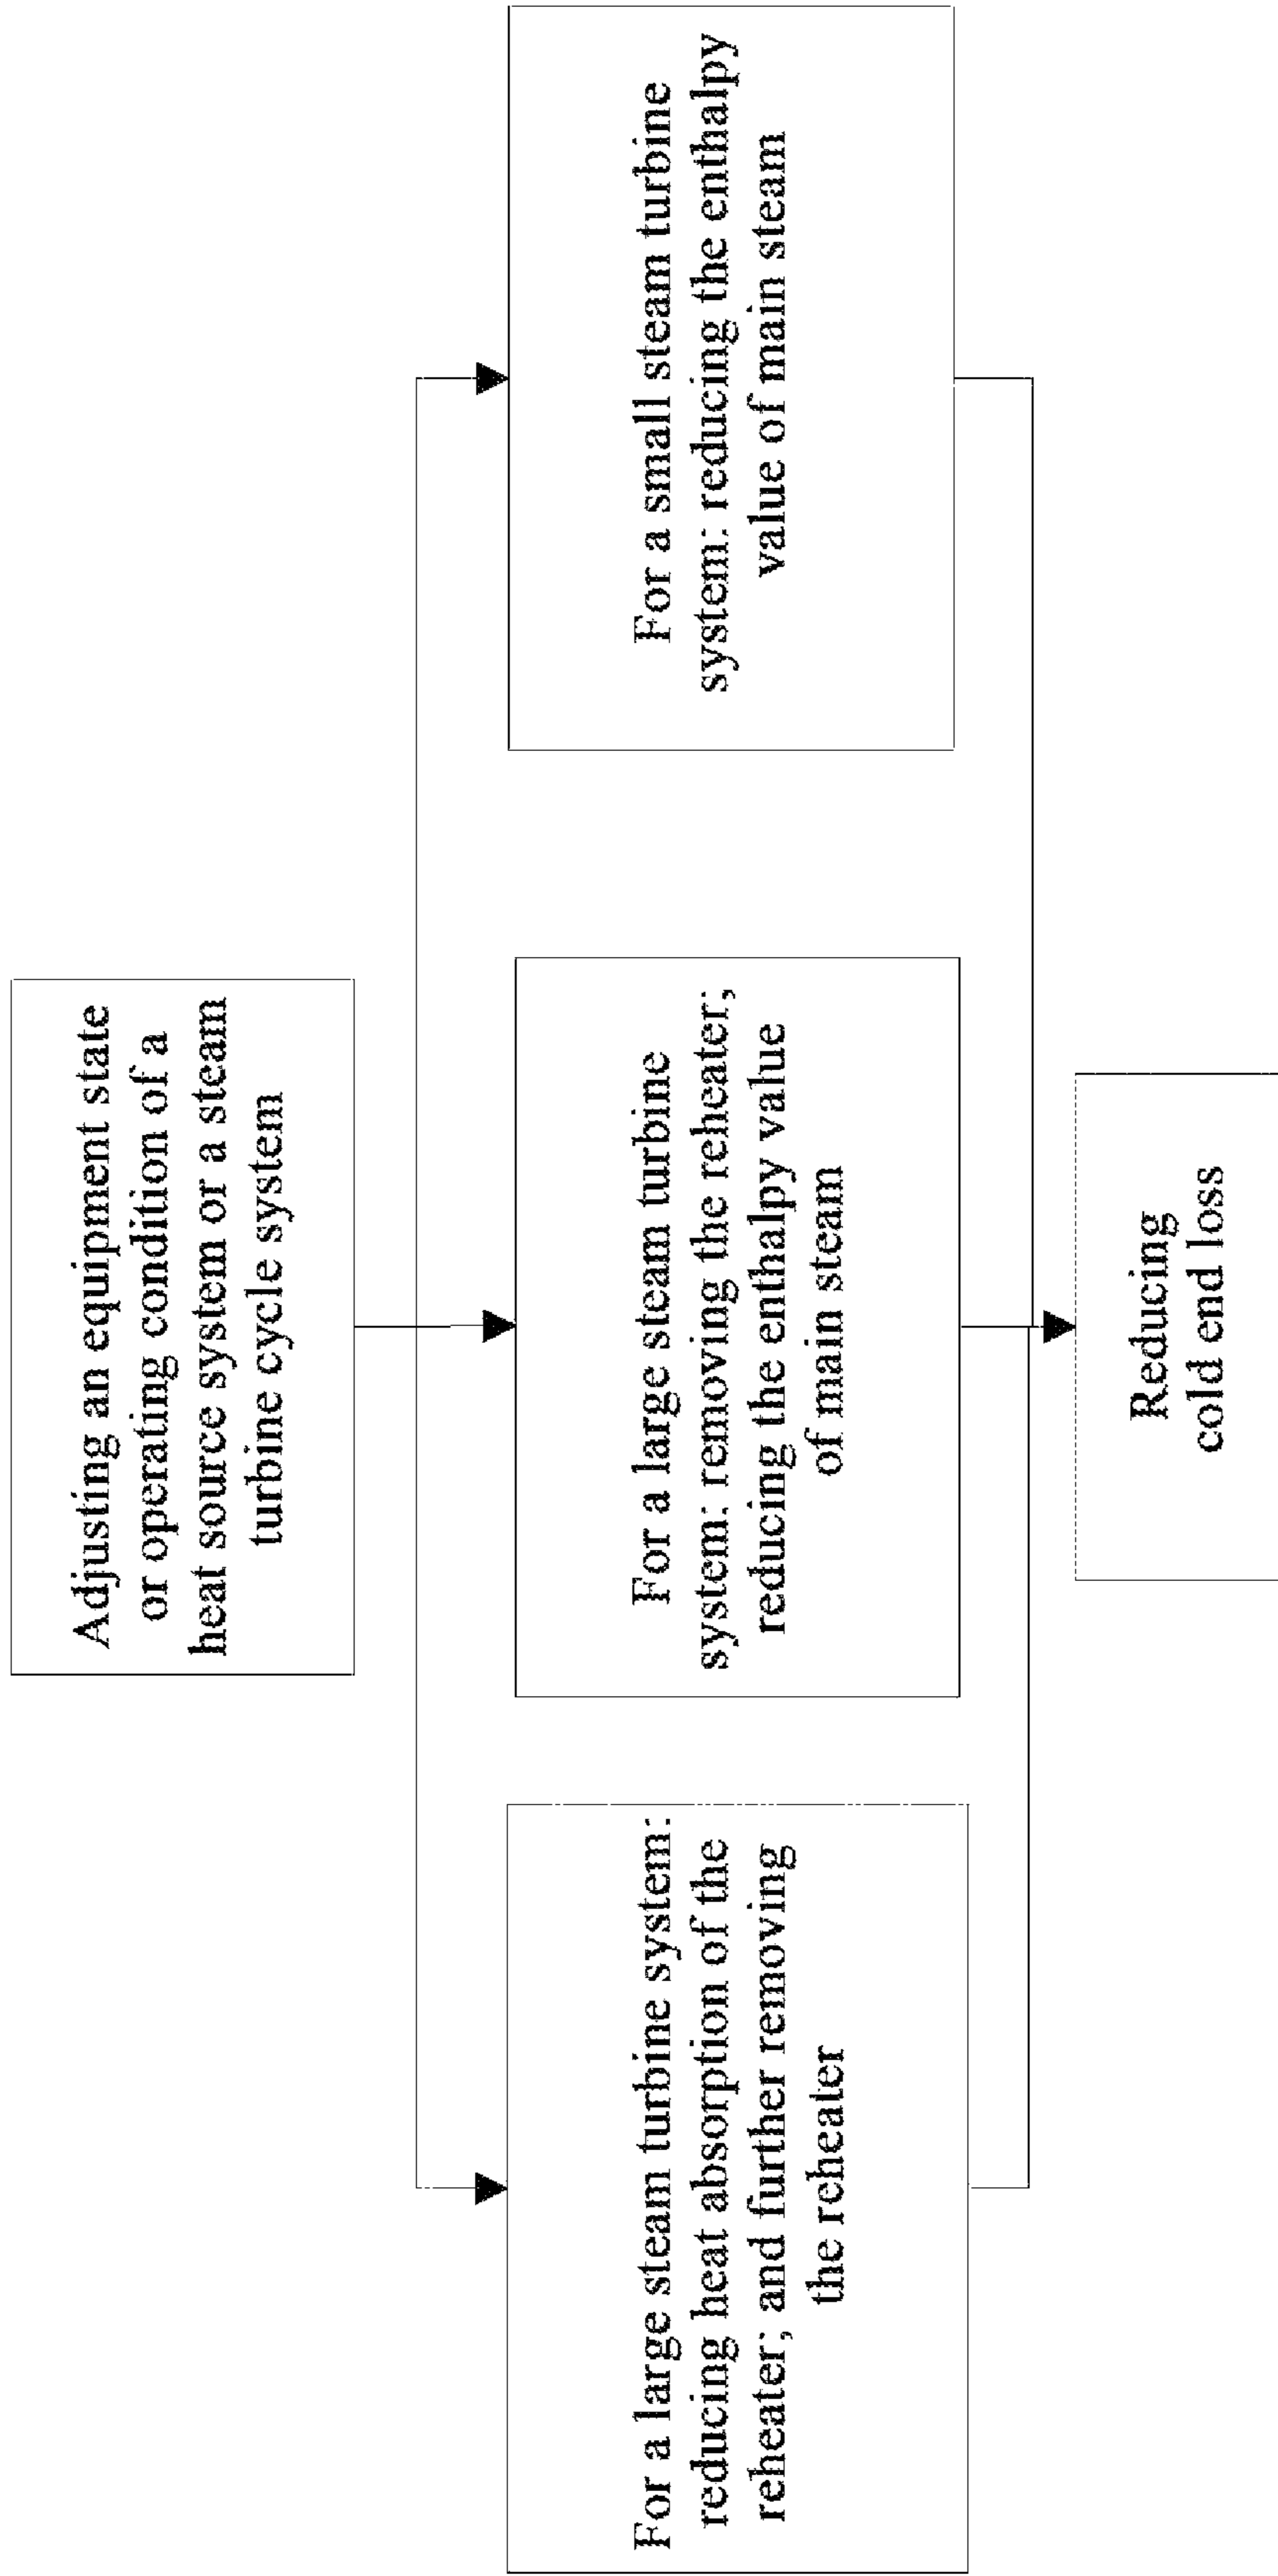 Adjusting an equipment state
or operating condition of a
heat source system or a steam
turbine cycle system
For a large steam turbine system:
reducing heat absorption of the
reheater; and further removing
the reheater
For a large steam turbine
system: removing the reheater;
reducing the enthalpy value
of main steam
For a small steam turbine
system: reducing the enthalpy
value of main steam
Reducing
cold end loss